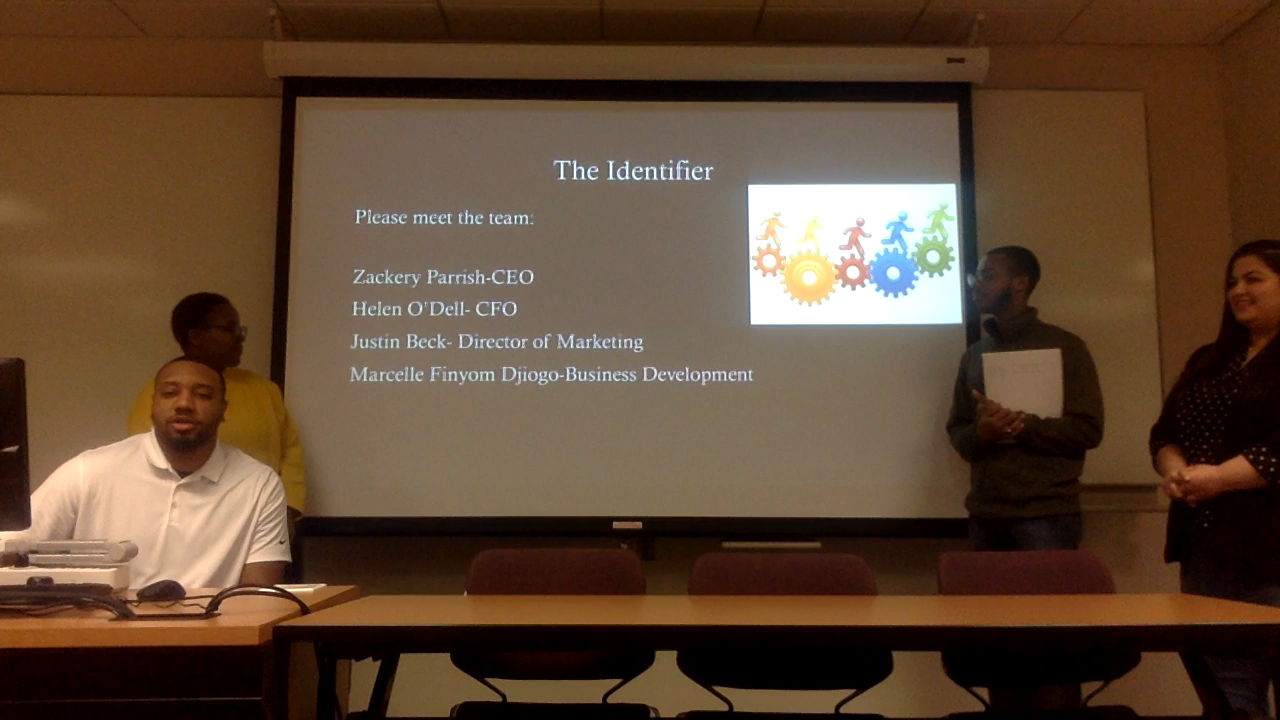 The Identifier
Please meet the team:
Zackery Parrish-CEO
Helen O'Dell- CFO
Justin Beck- Director of Marketing
Marcelle Finyom Djiogo-Business Development